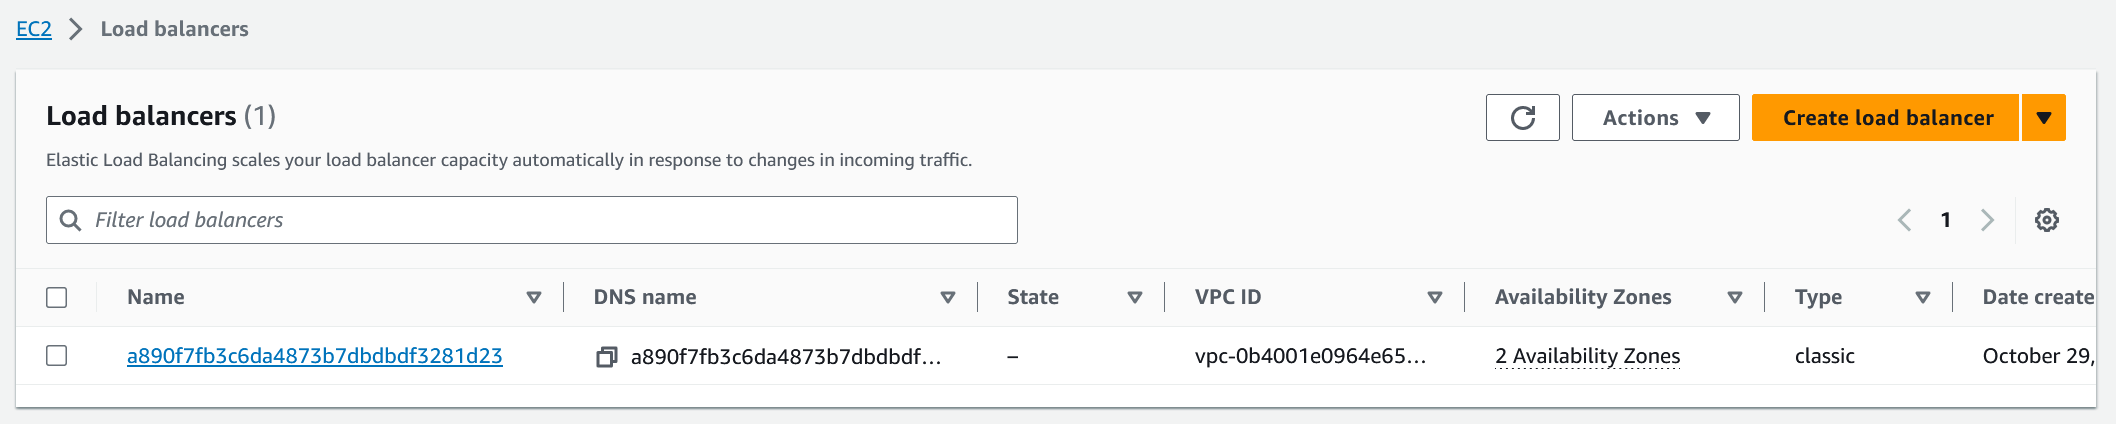 EC2 > Load balancers
Load balancers (1)
Actions
Create load balancer
Elastic Load Balancing scales your load balancer capacity automatically in response to changes in incoming traffic.
Filter load balancers
1
Name DNS name State VPC ID Availability Zones Type Date create
a890f7fb3c6da4873b7dbdbdf3281d23 a890f7fb3c6da4873b7dbdbdf... – vpc-0b4001e0964e65... 2 Availability Zones classic October 29,